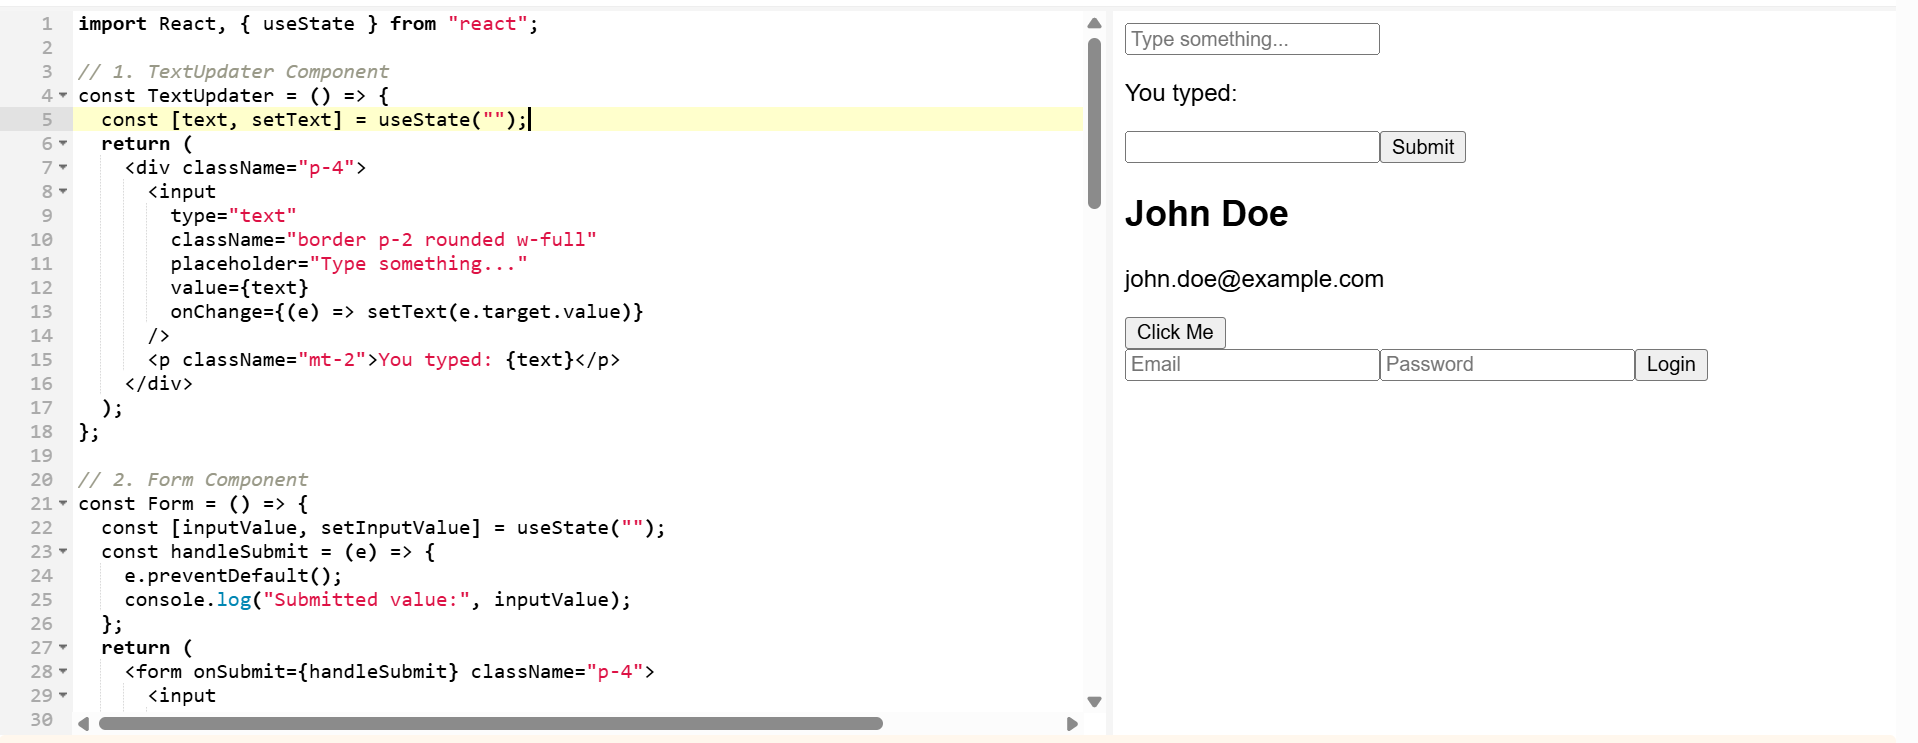 1 import React, { useState } from "react";
2
3 // 1. TextUpdater Component
4 const TextUpdater = () => {
5   const [text, setText] = useState("");
6   return (
7     <div className="p-4">
8       <input
9         type="text"
10         className="border p-2 rounded w-full"
11         placeholder="Type something..."
12         value={text}
13         onChange={(e) => setText(e.target.value)}
14       />
15       <p className="mt-2">You typed: {text}</p>
16     </div>
17   );
18 };
19
20 // 2. Form Component
21 const Form = () => {
22   const [inputValue, setInputValue] = useState("");
23   const handleSubmit = (e) => {
24     e.preventDefault();
25     console.log("Submitted value:", inputValue);
26   };
27   return (
28     <form onSubmit={handleSubmit} className="p-4">
29       <input
30
Type something...
You typed:
Submit
John Doe
john.doe@example.com
Click Me
Email Password Login